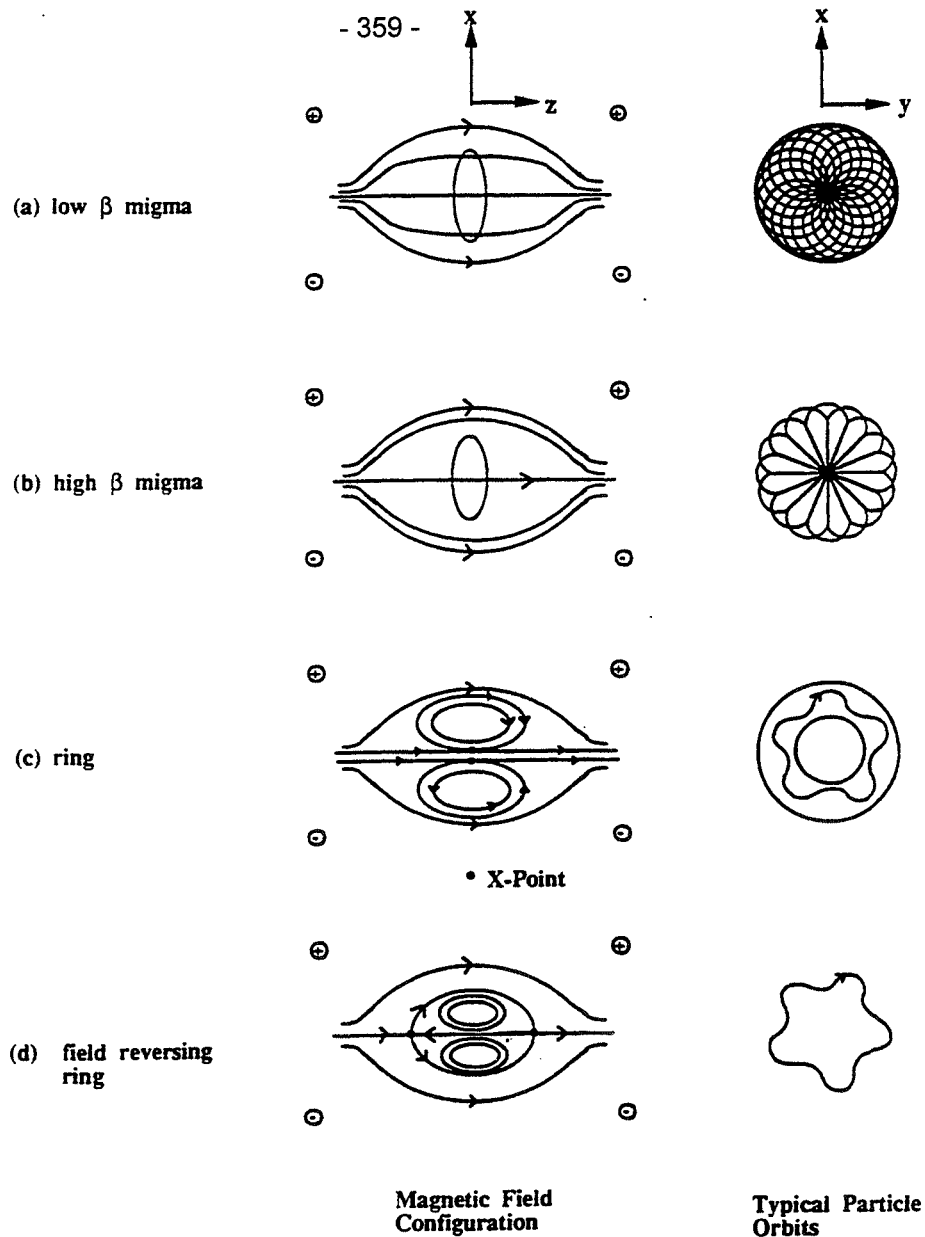 - 359 -
x
z
x
y
(a) low β migma
(b) high β migma
(c) ring
• X-Point
(d) field reversing
ring
Magnetic Field
Configuration
Typical Particle
Orbits